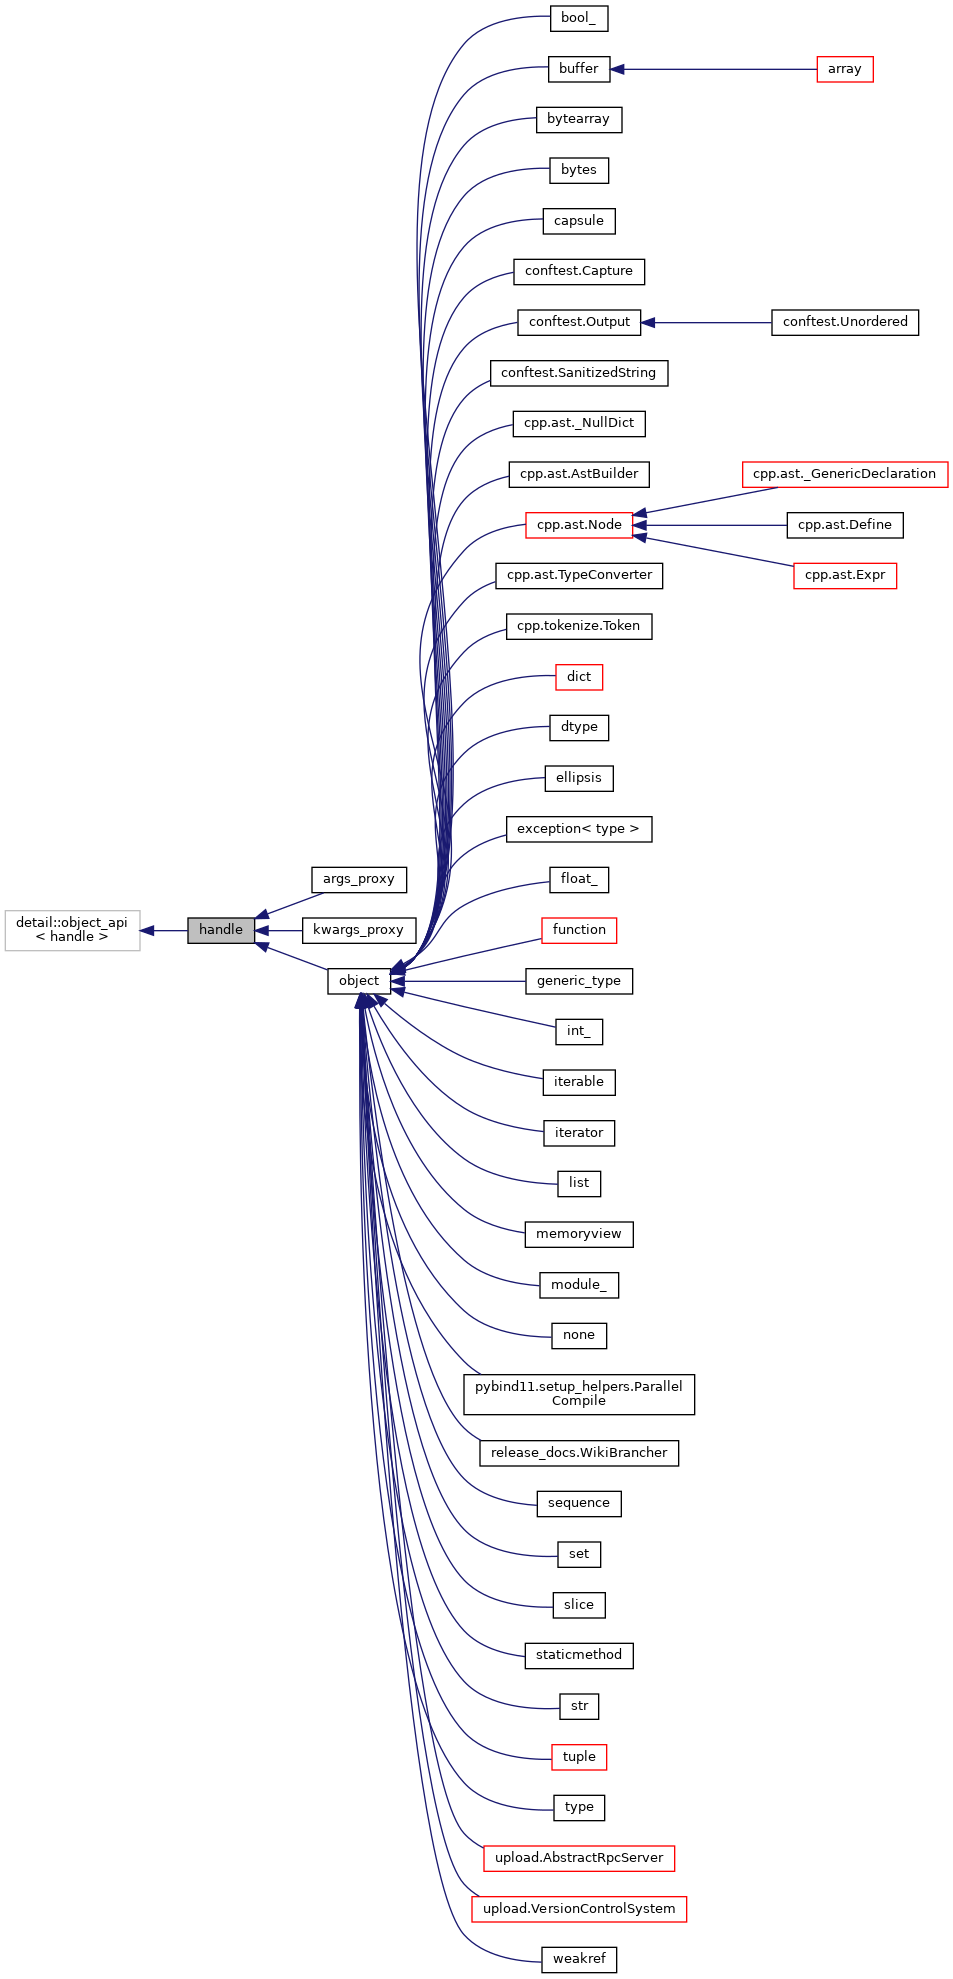 bool_
buffer
array
bytearray
bytes
capsule
conftest.Capture
conftest.Output
conftest.Unordered
conftest.SanitizedString
cpp.ast._NullDict
cpp.ast.AstBuilder
cpp.ast._GenericDeclaration
cpp.ast.Node
cpp.ast.Define
cpp.ast.TypeConverter
cpp.ast.Expr
cpp.tokenize.Token
dict
dtype
ellipsis
exception< type >
args_proxy
float_
detail::object_api
< handle >
handle
kwargs_proxy
function
object
generic_type
int_
iterable
iterator
list
memoryview
module_
none
pybind11.setup_helpers.Parallel
Compile
release_docs.WikiBrancher
sequence
set
slice
staticmethod
str
tuple
type
upload.AbstractRpcServer
upload.VersionControlSystem
weakref